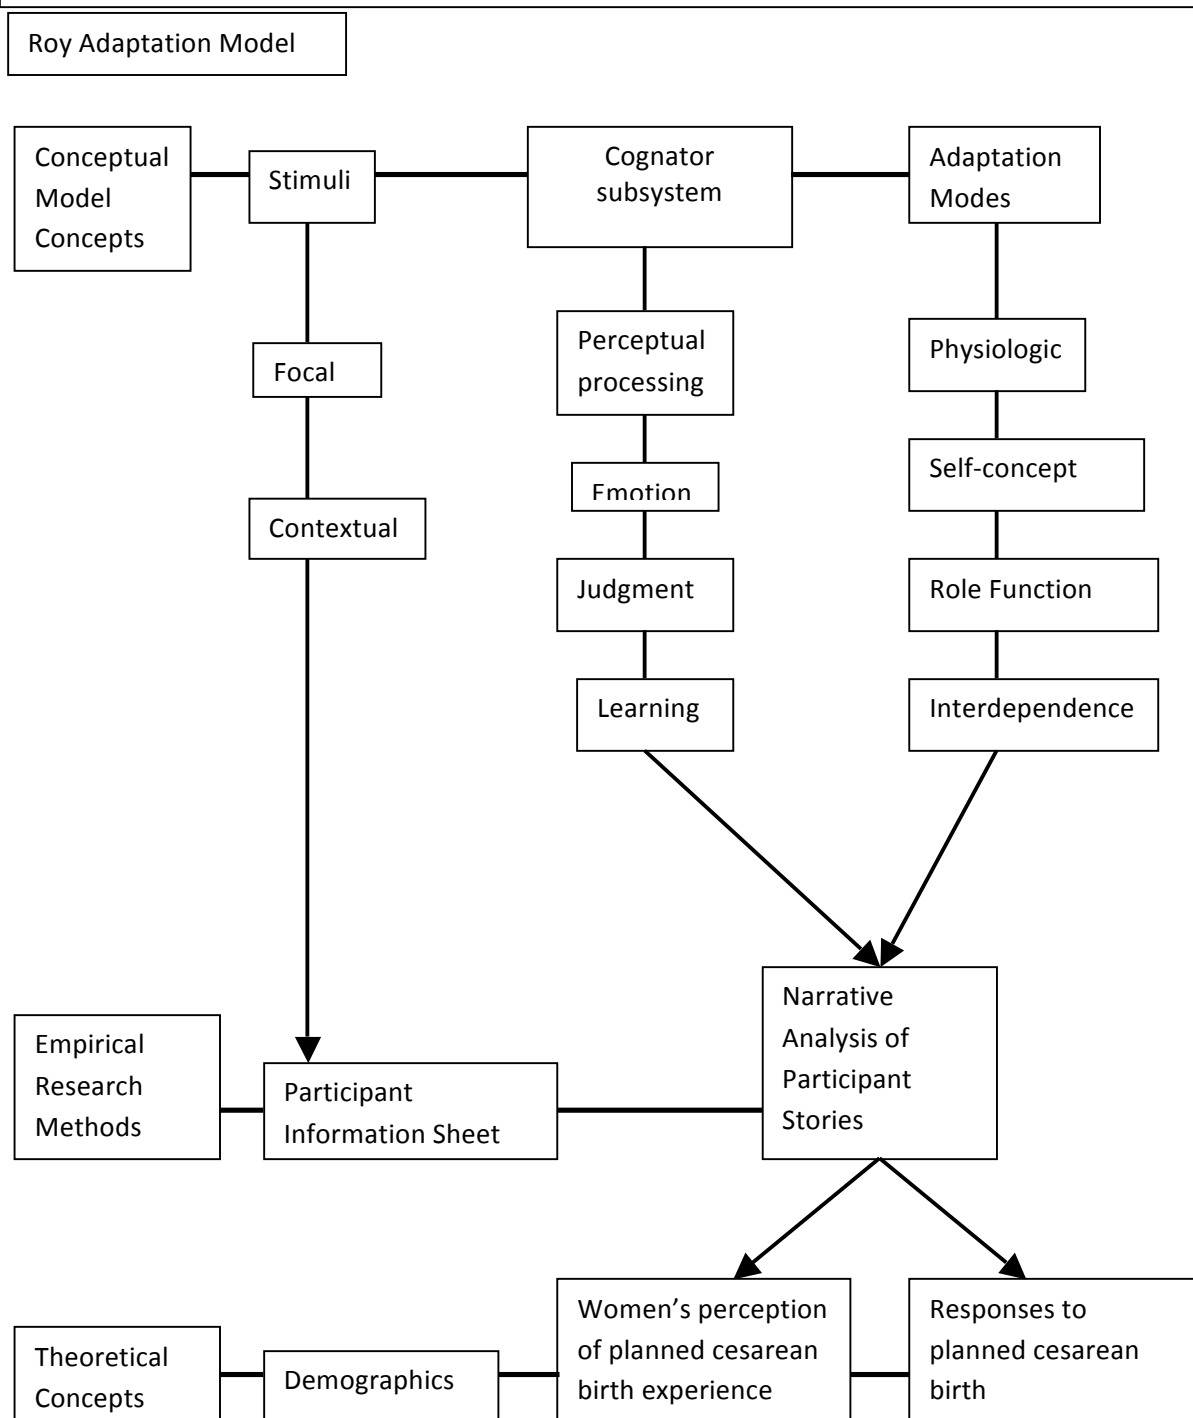 Roy Adaptation Model
Conceptual
Model
Concepts
Stimuli
Cognator
subsystem
Adaptation
Modes
Focal
Contextual
Perceptual
processing
Emotion
Judgment
Learning
Physiologic
Self-concept
Role Function
Interdependence
Empirical
Research
Methods
Participant
Information Sheet
Narrative
Analysis of
Participant
Stories
Theoretical
Concepts
Demographics
Women’s perception
of planned cesarean
birth experience
Responses to
planned cesarean
birth